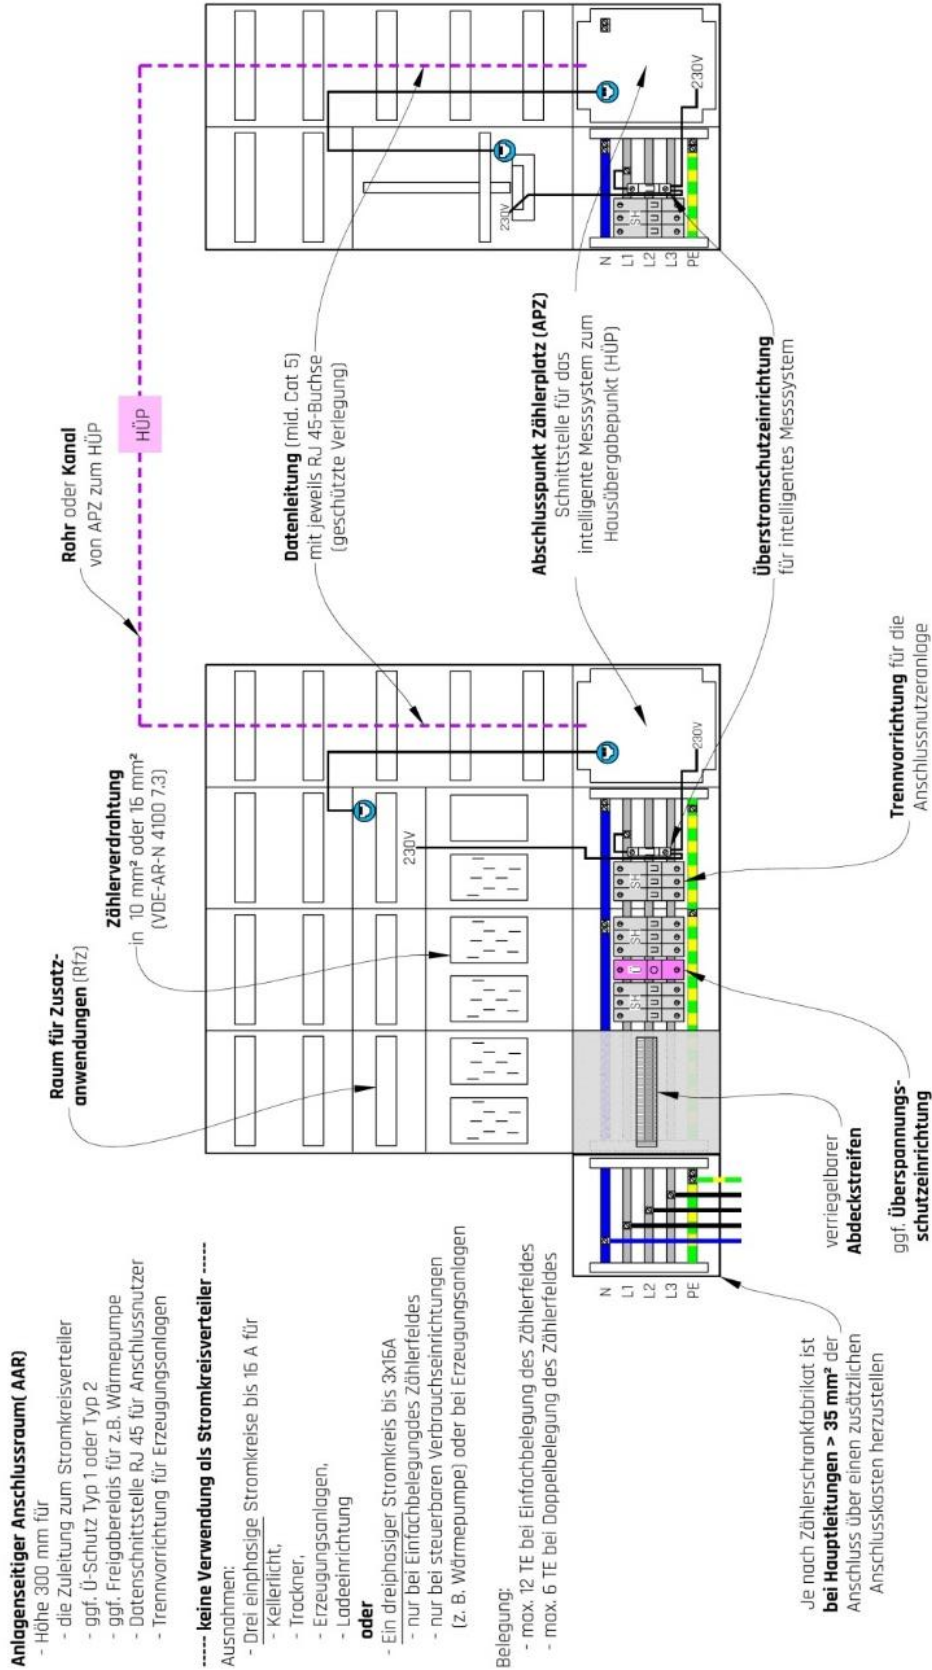 Anlagenseitiger Anschlussraum( AAR)
- Höhe 300 mm für
- die Zuleitung zum Stromkreisverteiler
- ggf. Ü-Schutz Typ 1 oder Typ 2
- ggf. Freigaberelais für z.B. Wärmepumpe
- Datenschnittstelle RJ 45 für Anschlussnutzer
- Trennvorrichtung für Erzeugungsanlagen
----- keine Verwendung als Stromkreisverteiler -----
Ausnahmen:
- Drei einphasige Stromkreise bis 16 A für
- Kellerlicht,
- Trockner,
- Erzeugungsanlagen,
- Ladeeinrichtung
oder
- Ein dreiphasiger Stromkreis bis 3x16A
- nur bei Einfachbelegungdes Zählerfeldes
- nur bei steuerbaren Verbrauchseinrichtungen
(z. B. Wärmepumpe) oder bei Erzeugungsanlagen
Belegung:
- max. 12 TE bei Einfachbelegung des Zählerfeldes
- max. 6 TE bei Doppelbelegung des Zählerfeldes
Je nach Zählerschrankfabrikat ist
bei Hauptleitungen > 35 mm² der
Anschluss über einen zusätzlichen
Anschlusskasten herzustellen
Raum für Zusatz-
anwendungen (RfZ)
Zählerverdrahtung
in 10 mm² oder 16 mm²
(VDE-AR-N 4100 7.3)
Rohr oder Kanal
von APZ zum HÜP
HÜP
Datenleitung (mid. Cat 5)
mit jeweils RJ 45-Buchse
(geschützte Verlegung)
Abschlusspunkt Zählerplatz (APZ)
Schnittstelle für das
intelligente Messsystem zum
Hausübergabepunkt (HÜP)
Überstromschutzeinrichtung
für intelligentes Messsystem
Trennvorrichtung für die
Anschlussnutzeranlage
verriegelbarer
Abdeckstreifen
ggf. Überspannungs-
schutzeinrichtung
N
L1
L2
L3
PE
SH
SH
SH
230V
230V
N
L1
L2
L3
PE
SH
230V
230V